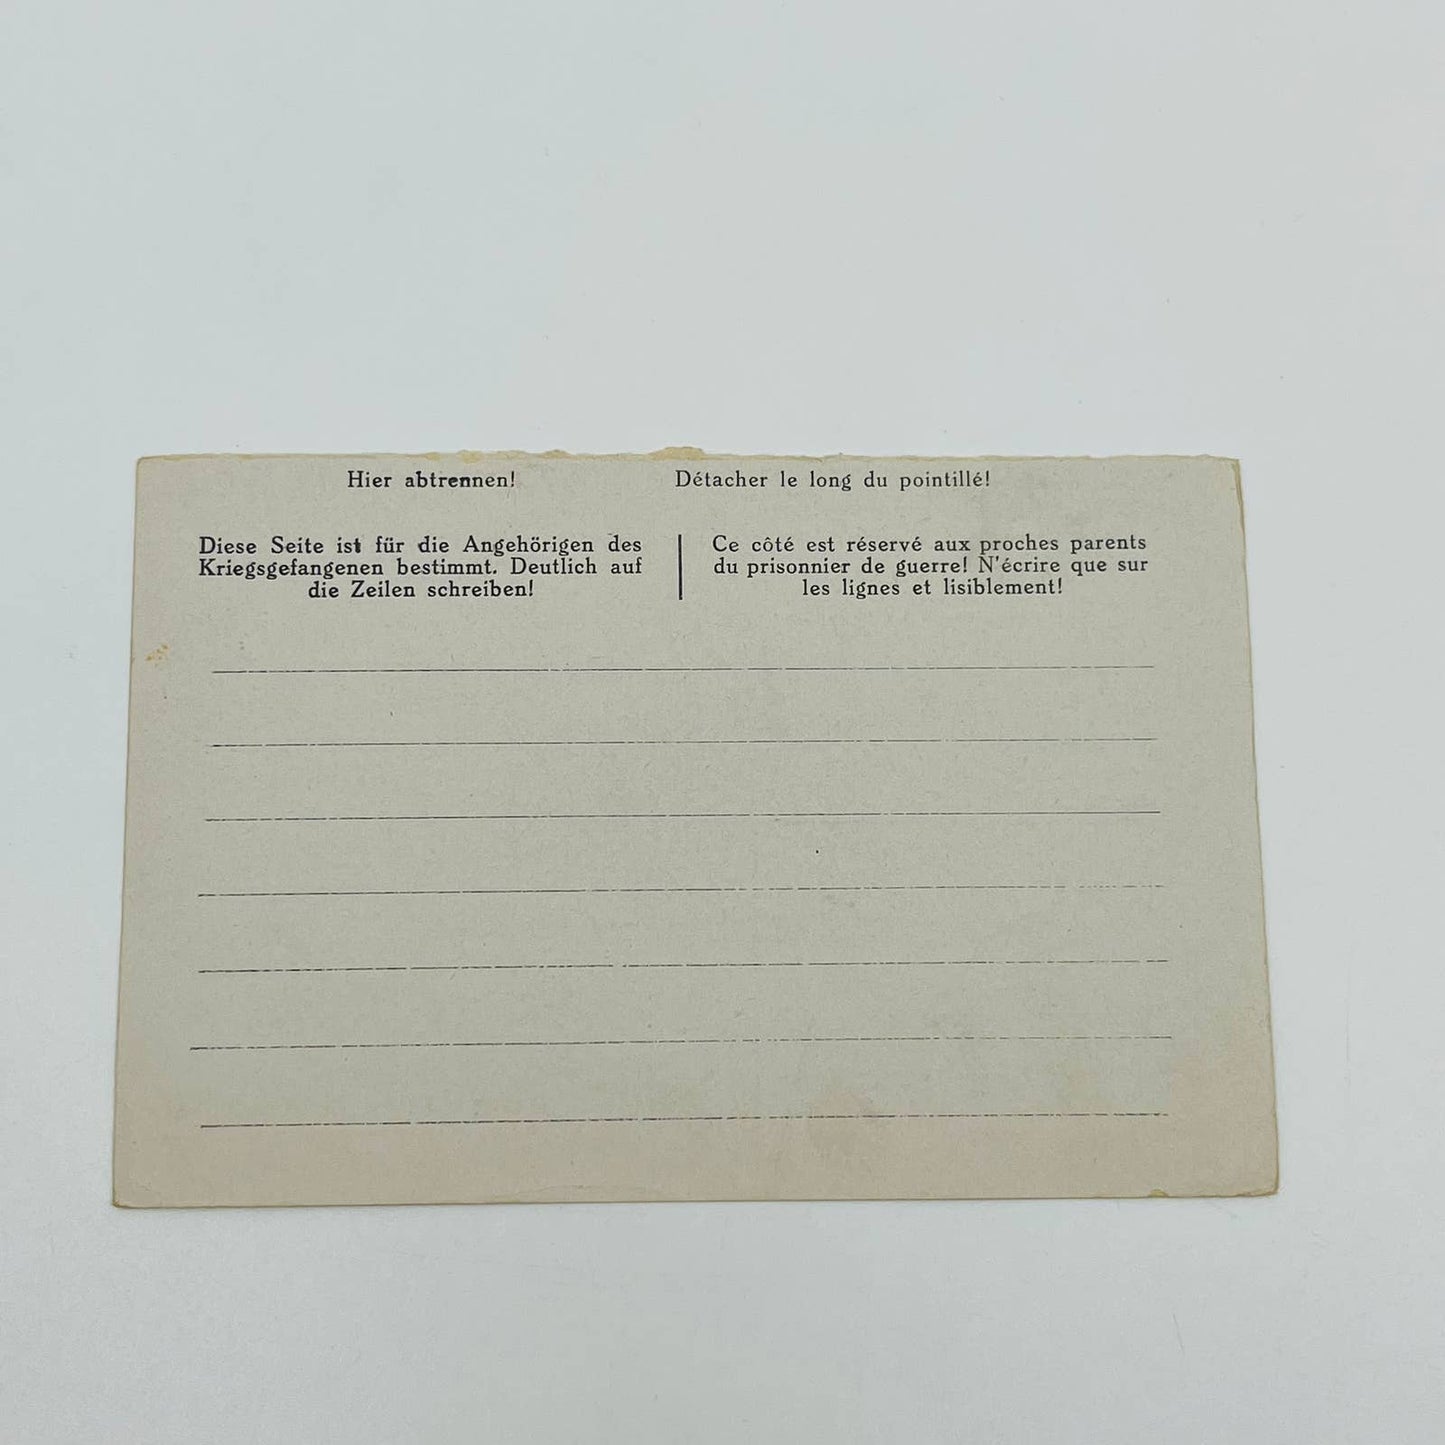 Hier abtrennen! Détacher le long du pointillé!
Diese Seite ist für die Angehörigen des
Kriegsgefangenen bestimmt. Deutlich auf
die Zeilen schreiben!
Ce côté est réservé aux proches parents
du prisonnier de guerre! N'écrire que sur
les lignes et lisiblement!